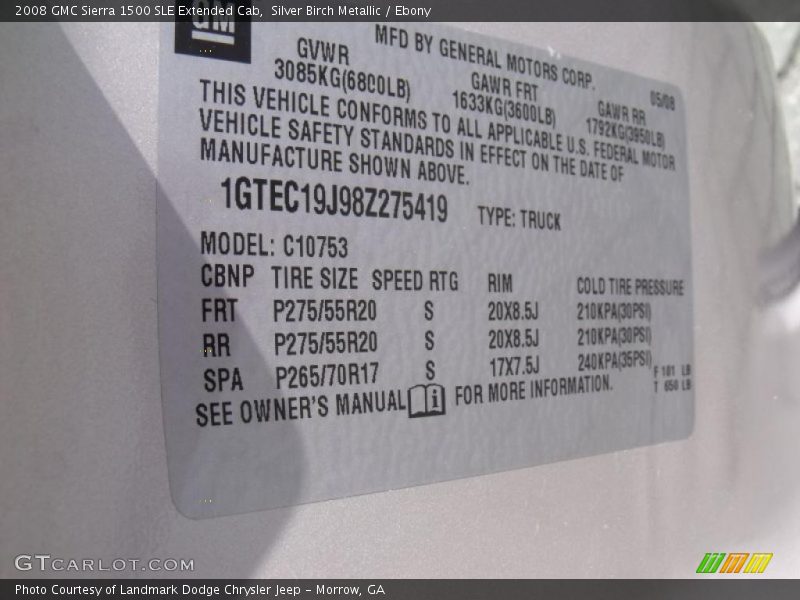 2008 GMC Sierra 1500 SLE Extended Cab, Silver Birch Metallic / Ebony
GM
MFD BY GENERAL MOTORS CORP.
05/08
GVWR GAWR FRT GAWR RR
3085KG(6800LB) 1633KG(3600LB) 1792KG(3950LB)
THIS VEHICLE CONFORMS TO ALL APPLICABLE U.S. FEDERAL MOTOR
VEHICLE SAFETY STANDARDS IN EFFECT ON THE DATE OF
MANUFACTURE SHOWN ABOVE.
1GTEC19J98Z275419 TYPE: TRUCK
MODEL: C10753
CBNP TIRE SIZE SPEED RTG RIM COLD TIRE PRESSURE
FRT P275/55R20 S 20X8.5J 210KPA(30PSI)
RR P275/55R20 S 20X8.5J 210KPA(30PSI)
SPA P265/70R17 S 17X7.5J 240KPA(35PSI)
SEE OWNER'S MANUAL i FOR MORE INFORMATION.
F 101 LB
T 650 LB
GTCARLOT.COM
Photo Courtesy of Landmark Dodge Chrysler Jeep – Morrow, GA